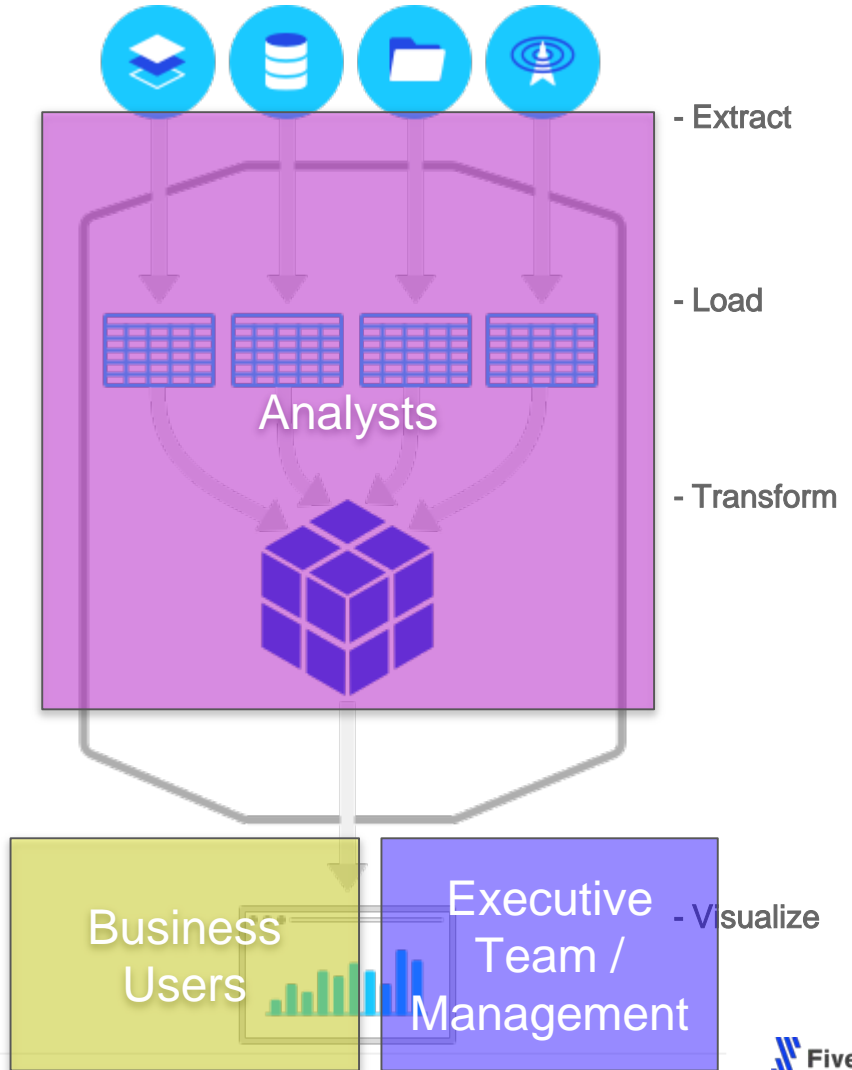 - Extract
- Load
Analysts
- Transform
Business
Users
Executive
Team /
Management
- Visualize
Five